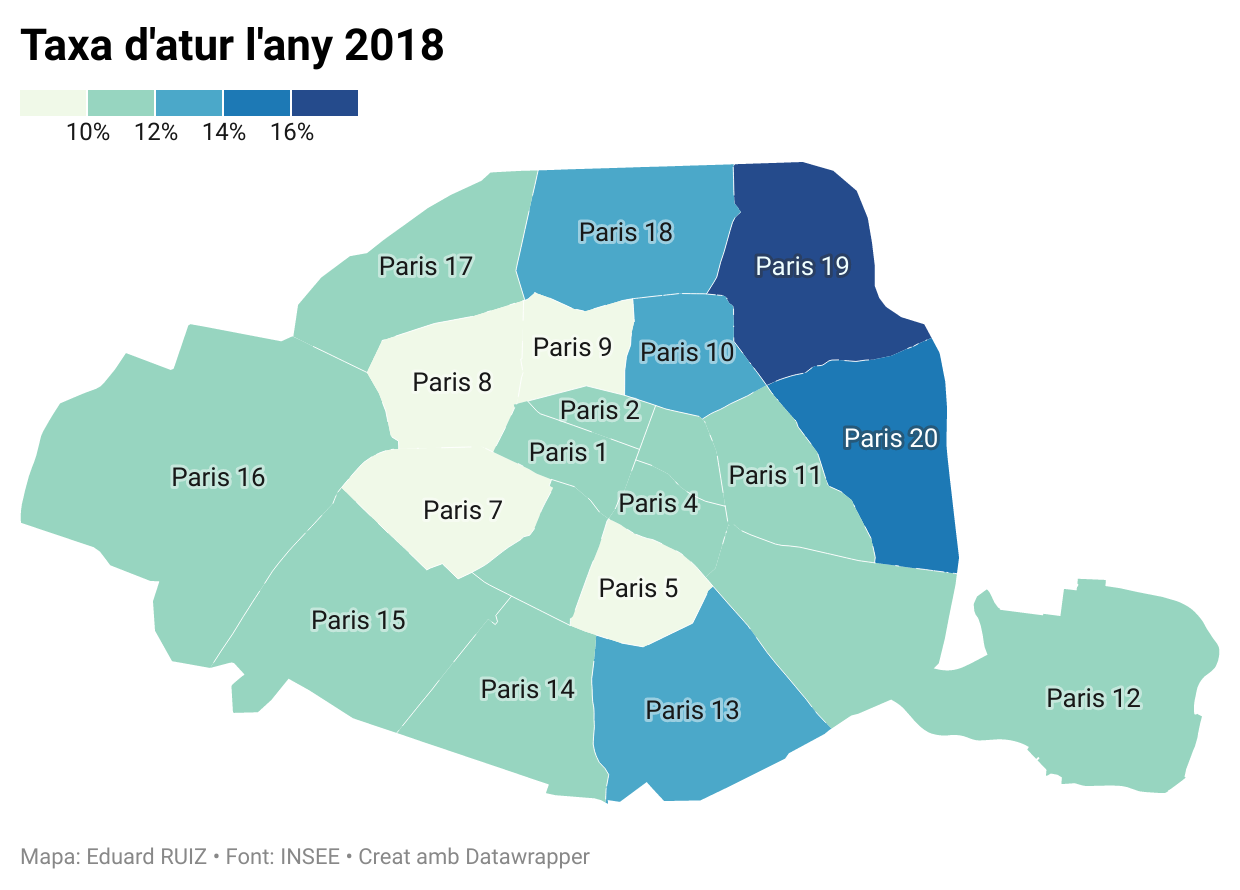 Taxa d'atur l'any 2018
10% 12% 14% 16%
Paris 18
Paris 17
Paris 19
Paris 9
Paris 10
Paris 8
Paris 2
Paris 20
Paris 1
Paris 16
Paris 11
Paris 4
Paris 7
Paris 5
Paris 15
Paris 14
Paris 12
Paris 13
Mapa: Eduard RUIZ • Font: INSEE • Creat amb Datawrapper